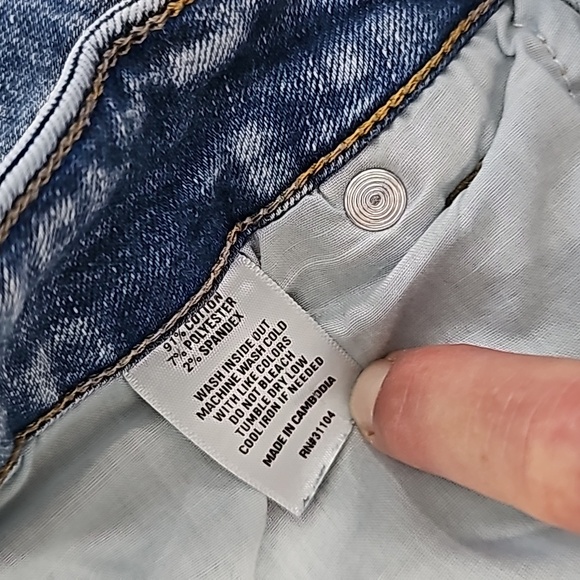 91% COTTON
7% POLYESTER
2% SPANDEX
WASH INSIDE OUT
MACHINE WASH COLD
WITH LIKE COLORS
DO NOT BLEACH
TUMBLE DRY LOW
COOL IRON IF NEEDED
MADE IN CAMBODIA
RN#31104